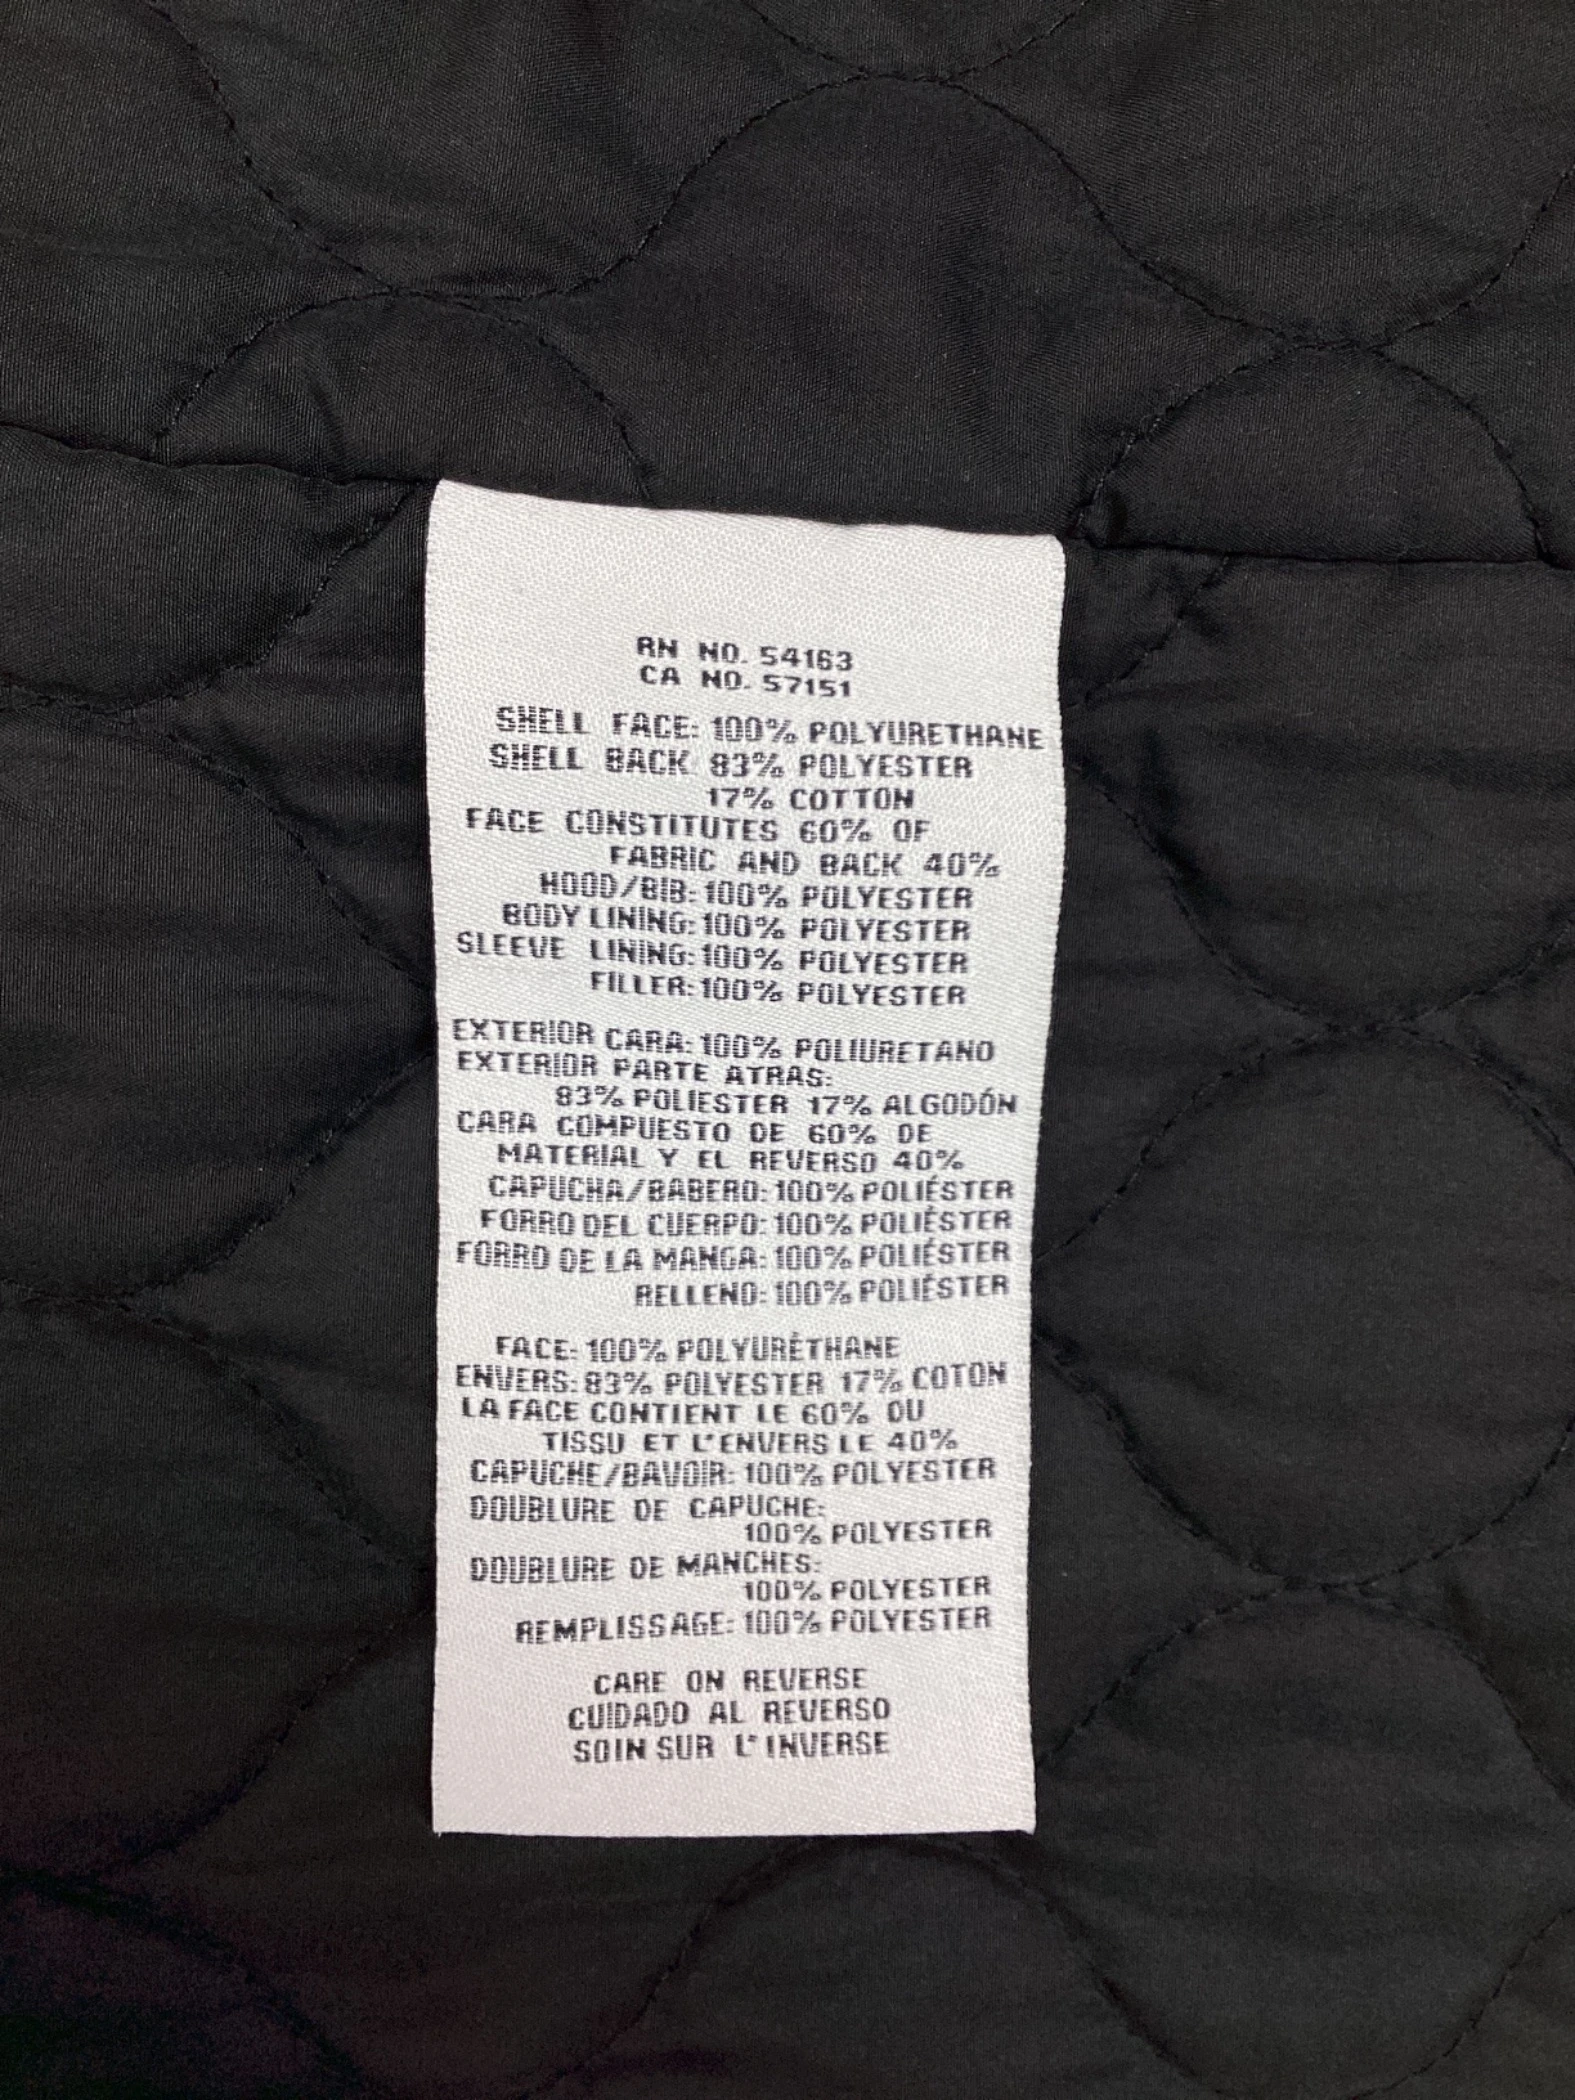 RN NO. 54163
CA NO. 57151
SHELL FACE: 100% POLYURETHANE
SHELL BACK 83% POLYESTER
17% COTTON
FACE CONSTITUTES 60% OF
FABRIC AND BACK 40%
HOOD/BIB: 100% POLYESTER
BODY LINING: 100% POLYESTER
SLEEVE LINING: 100% POLYESTER
FILLER: 100% POLYESTER
EXTERIOR CARA: 100% POLIURETANO
EXTERIOR PARTE ATRAS:
83% POLIESTER 17% ALGODÓN
CARA COMPUESTO DE 60% DE
MATERIAL Y EL REVERSO 40%
CAPUCHA/BABERO: 100% POLIÉSTER
FORRO DEL CUERPO: 100% POLIÉSTER
FORRO DE LA MANGA: 100% POLIÉSTER
RELLENO: 100% POLIÉSTER
FACE: 100% POLYURÉTHANE
ENVERS: 83% POLYESTER 17% COTON
LA FACE CONTIENT LE 60% DU
TISSU ET L'ENVERS LE 40%
CAPUCHE/BAVOIR: 100% POLYESTER
DOUBLURE DE CAPUCHE:
100% POLYESTER
DOUBLURE DE MANCHES:
100% POLYESTER
REMPLISSAGE: 100% POLYESTER
CARE ON REVERSE
CUIDADO AL REVERSO
SOIN SUR L'INVERSE